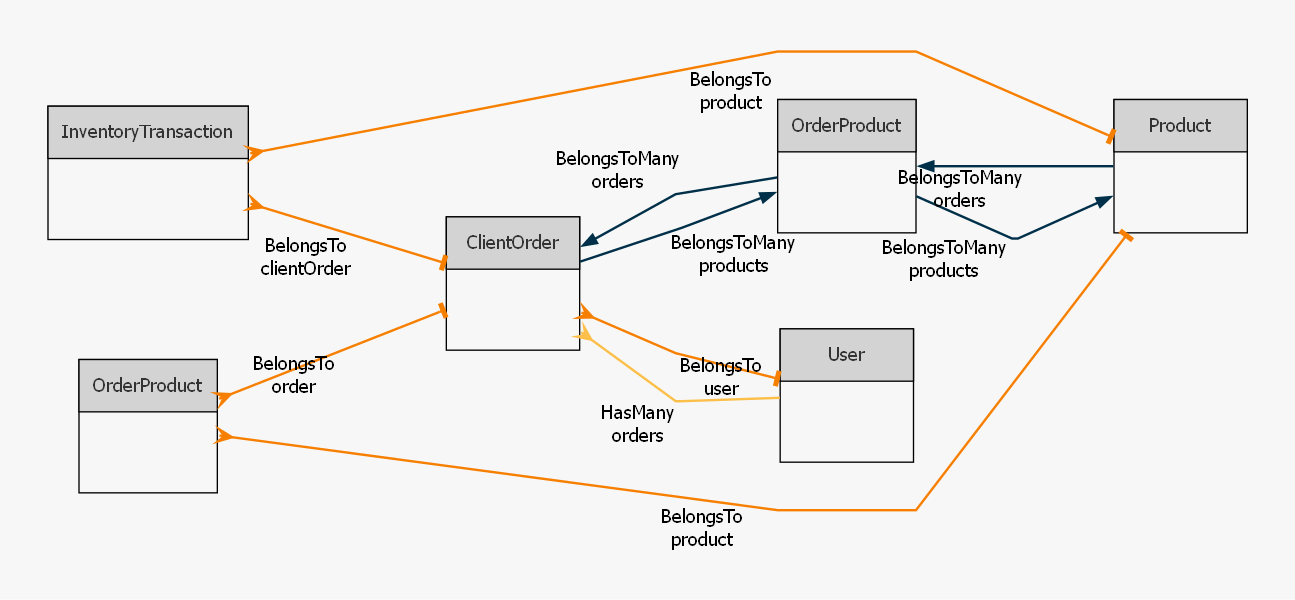 BelongsTo
product
InventoryTransaction
OrderProduct
Product
BelongsToMany
orders
BelongsToMany
orders
ClientOrder
BelongsTo
clientOrder
BelongsToMany
products
BelongsToMany
products
User
BelongsTo
order
BelongsTo
user
OrderProduct
HasMany
orders
BelongsTo
product